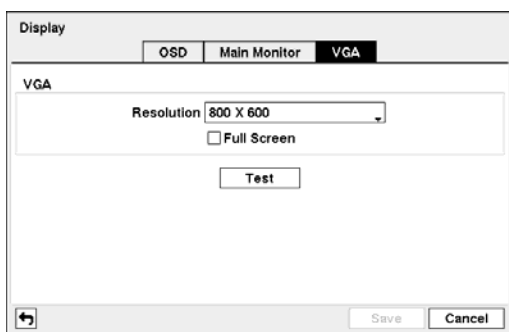 Display
OSD Main Monitor VGA
VGA
Resolution 800 X 600
Full Screen
Test
Save Cancel